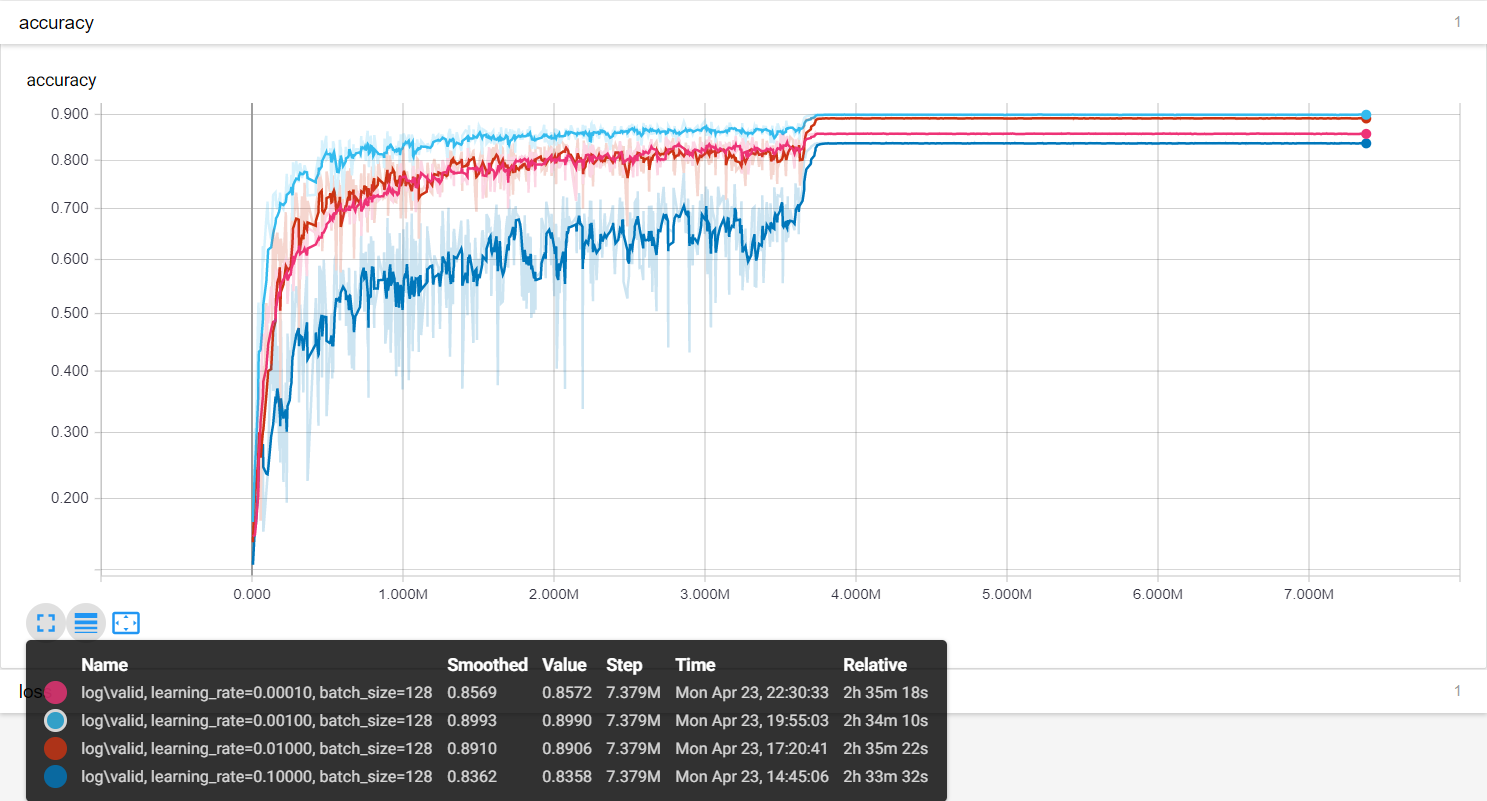 accuracy 1
accuracy
0.900
0.800
0.700
0.600
0.500
0.400
0.300
0.200
0.000 1.000M 2.000M 3.000M 4.000M 5.000M 6.000M 7.000M
Name Smoothed Value Step Time Relative
loss 1
log\valid, learning_rate=0.00010, batch_size=128 0.8569 0.8572 7.379M Mon Apr 23, 22:30:33 2h 35m 18s
log\valid, learning_rate=0.00100, batch_size=128 0.8993 0.8990 7.379M Mon Apr 23, 19:55:03 2h 34m 10s
log\valid, learning_rate=0.01000, batch_size=128 0.8910 0.8906 7.379M Mon Apr 23, 17:20:41 2h 35m 22s
log\valid, learning_rate=0.10000, batch_size=128 0.8362 0.8358 7.379M Mon Apr 23, 14:45:06 2h 33m 32s